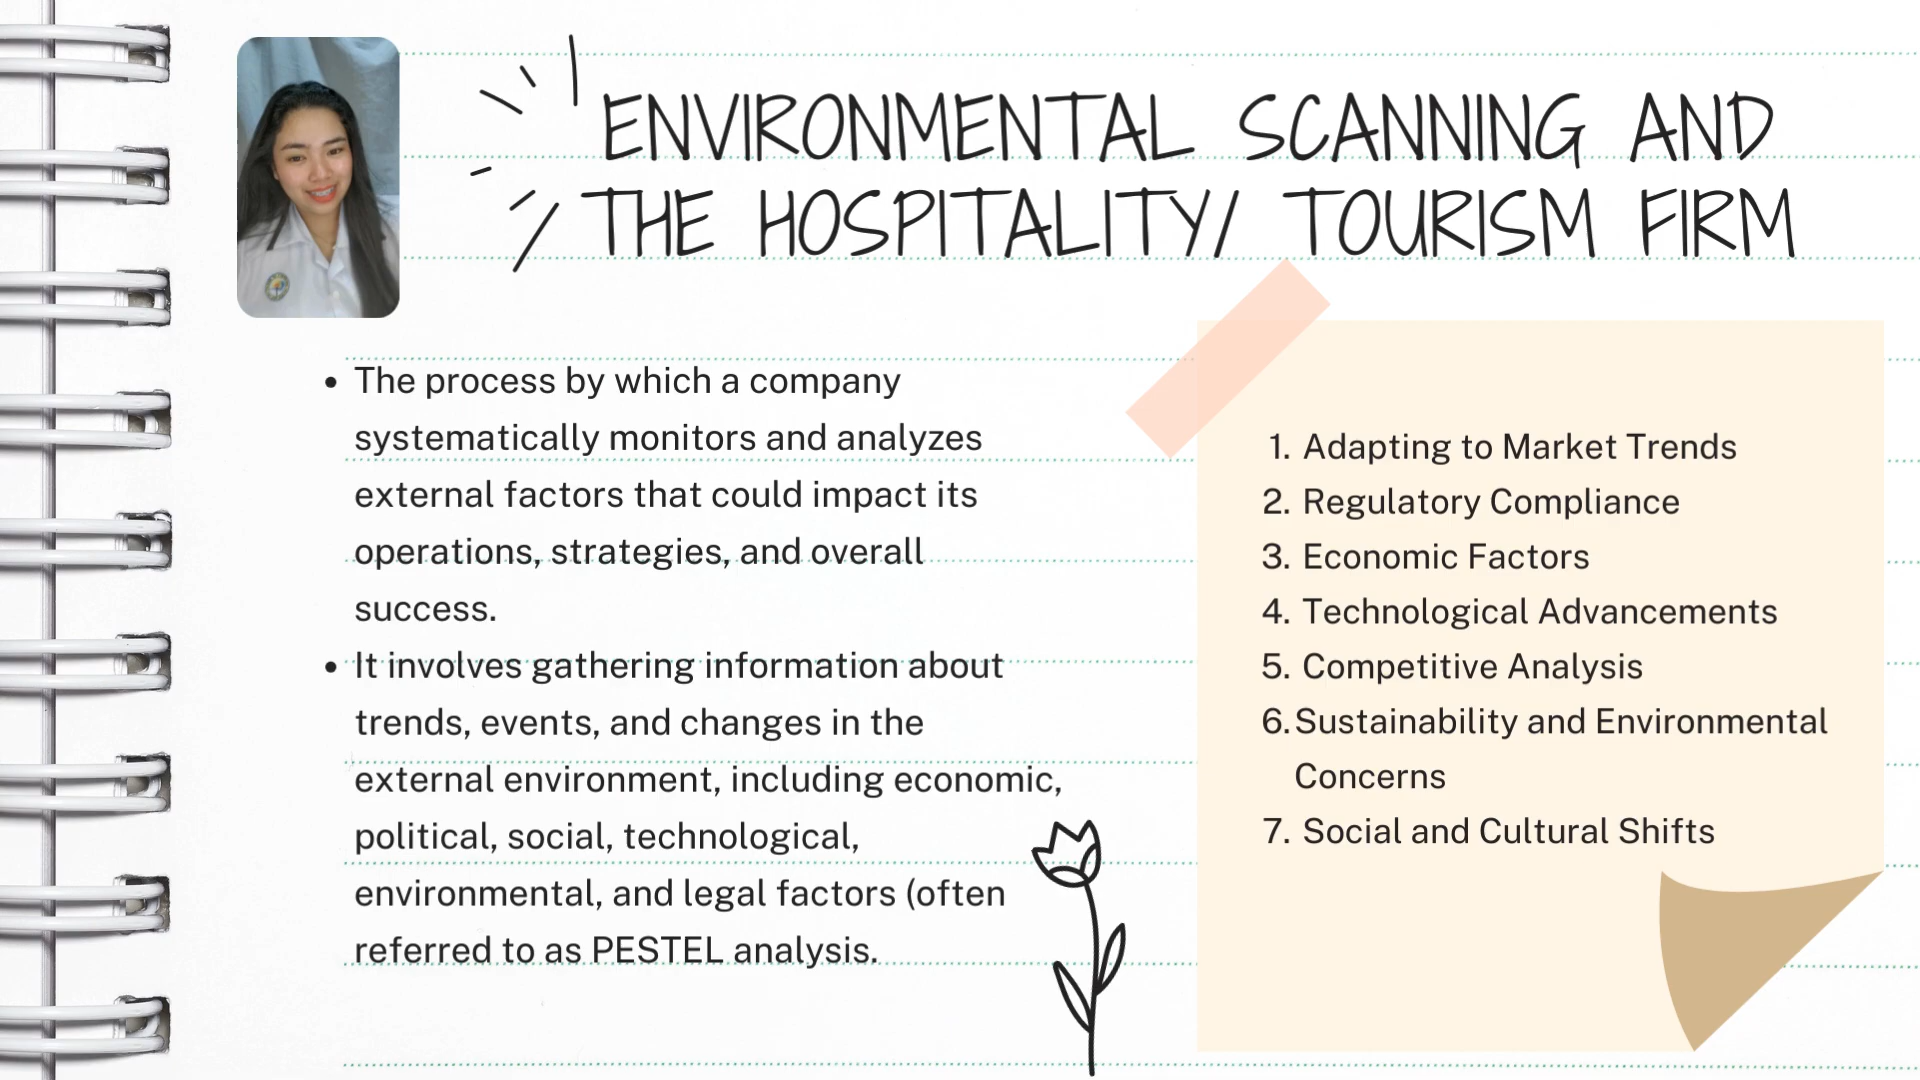 ENVIRONMENTAL SCANNING AND
THE HOSPITALITY/ TOURISM FIRM
• The process by which a company
systematically monitors and analyzes
external factors that could impact its
operations, strategies, and overall
success.
• It involves gathering information about
trends, events, and changes in the
external environment, including economic,
political, social, technological,
environmental, and legal factors (often
referred to as PESTEL analysis.
1. Adapting to Market Trends
2. Regulatory Compliance
3. Economic Factors
4. Technological Advancements
5. Competitive Analysis
6. Sustainability and Environmental
Concerns
7. Social and Cultural Shifts